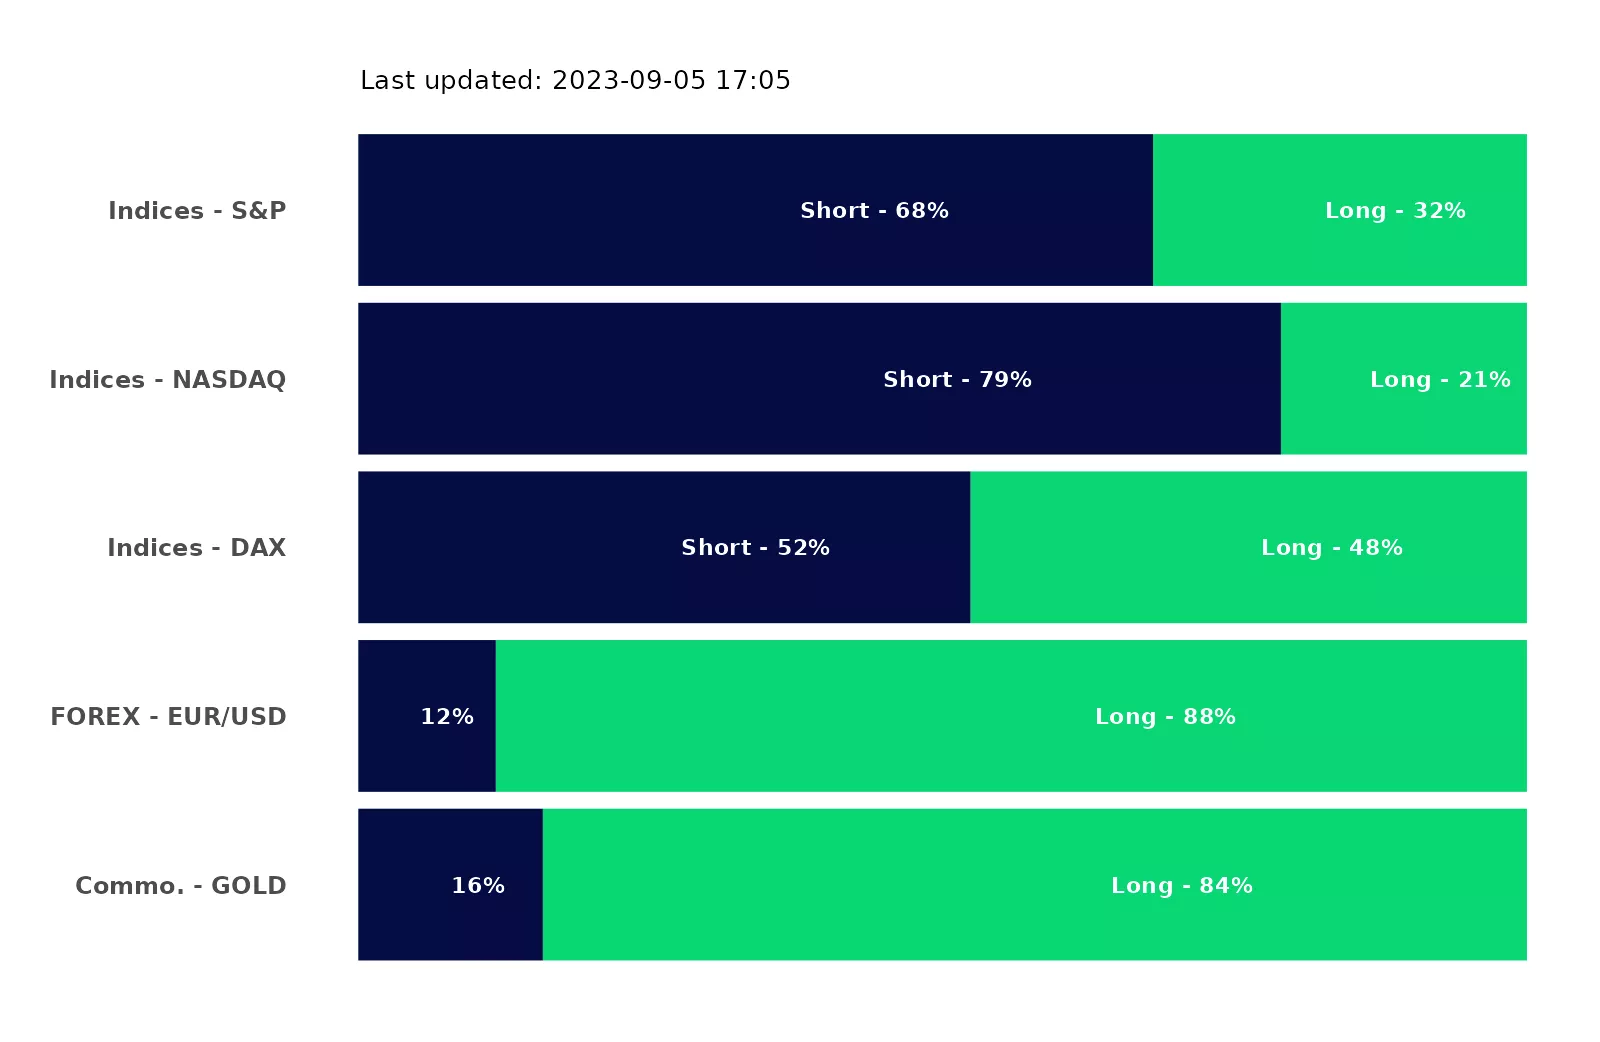 Last updated: 2023-09-05 17:05
Indices - S&P Short - 68% Long - 32%
Indices - NASDAQ Short - 79% Long - 21%
Indices - DAX Short - 52% Long - 48%
FOREX - EUR/USD 12% Long - 88%
Commo. - GOLD 16% Long - 84%